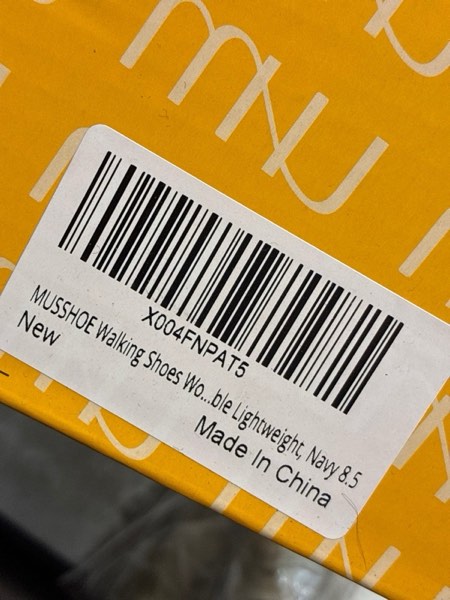 X004FNPAT5
MUSSHOE Walking Shoes Wo...ble Lightweight, Navy 8.5
New
Made In China